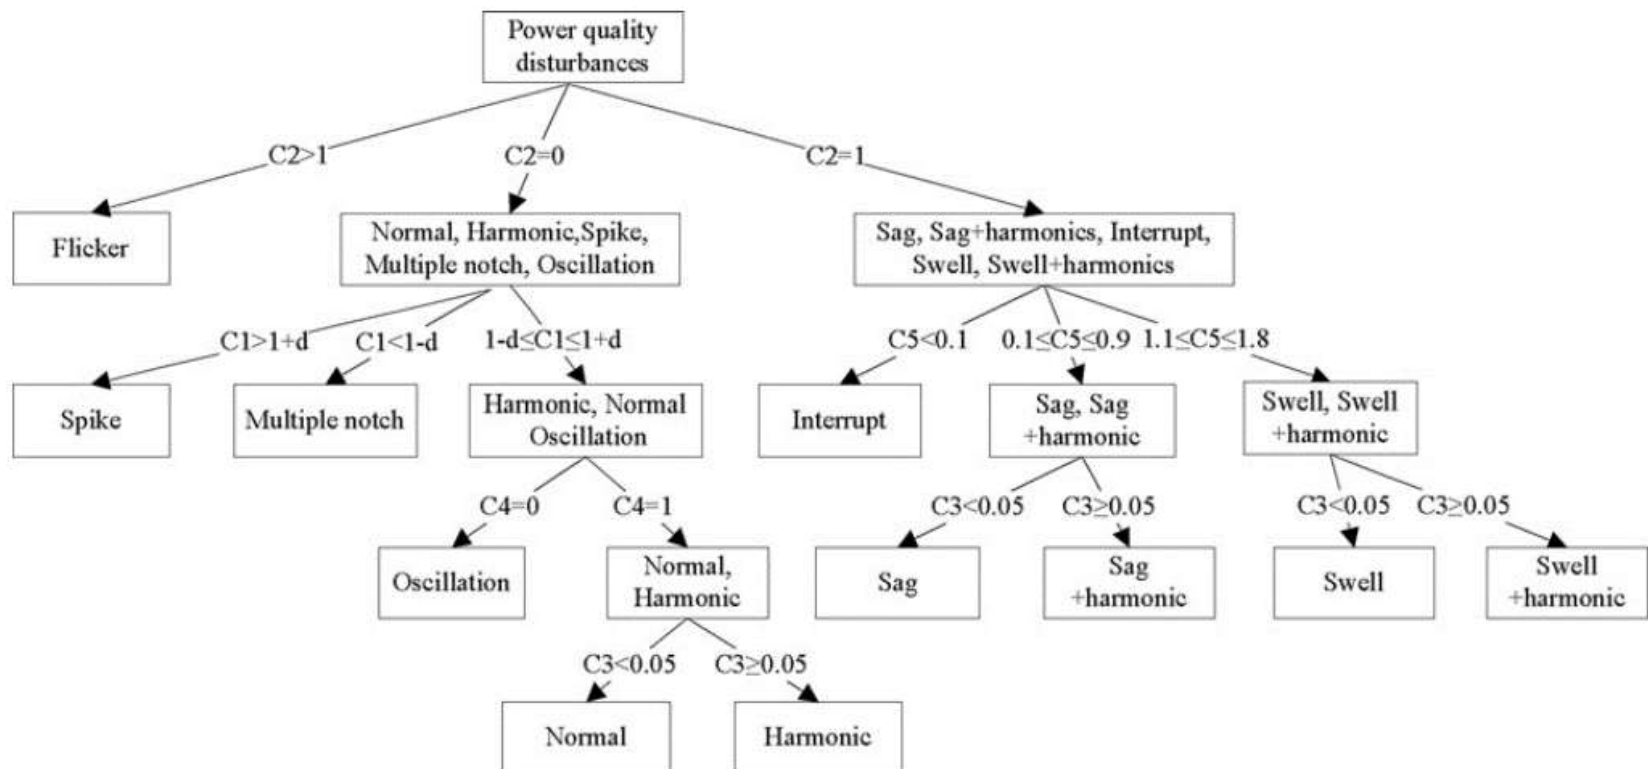 Power quality
disturbances
C2>1
C2=0
C2=1
Flicker
Normal, Harmonic,Spike,
Multiple notch, Oscillation
Sag, Sag+harmonics, Interrupt,
Swell, Swell+harmonics
C1>1+d
C1<1-d
1-d≤C1≤1+d
C5<0.1
0.1≤C5≤0.9
1.1≤C5≤1.8
Spike
Multiple notch
Harmonic, Normal
Oscillation
Interrupt
Sag, Sag
+harmonic
Swell, Swell
+harmonic
C4=0
C4=1
C3<0.05
C3≥0.05
C3<0.05
C3≥0.05
Oscillation
Normal,
Harmonic
Sag
Sag
+harmonic
Swell
Swell
+harmonic
C3<0.05
C3≥0.05
Normal
Harmonic